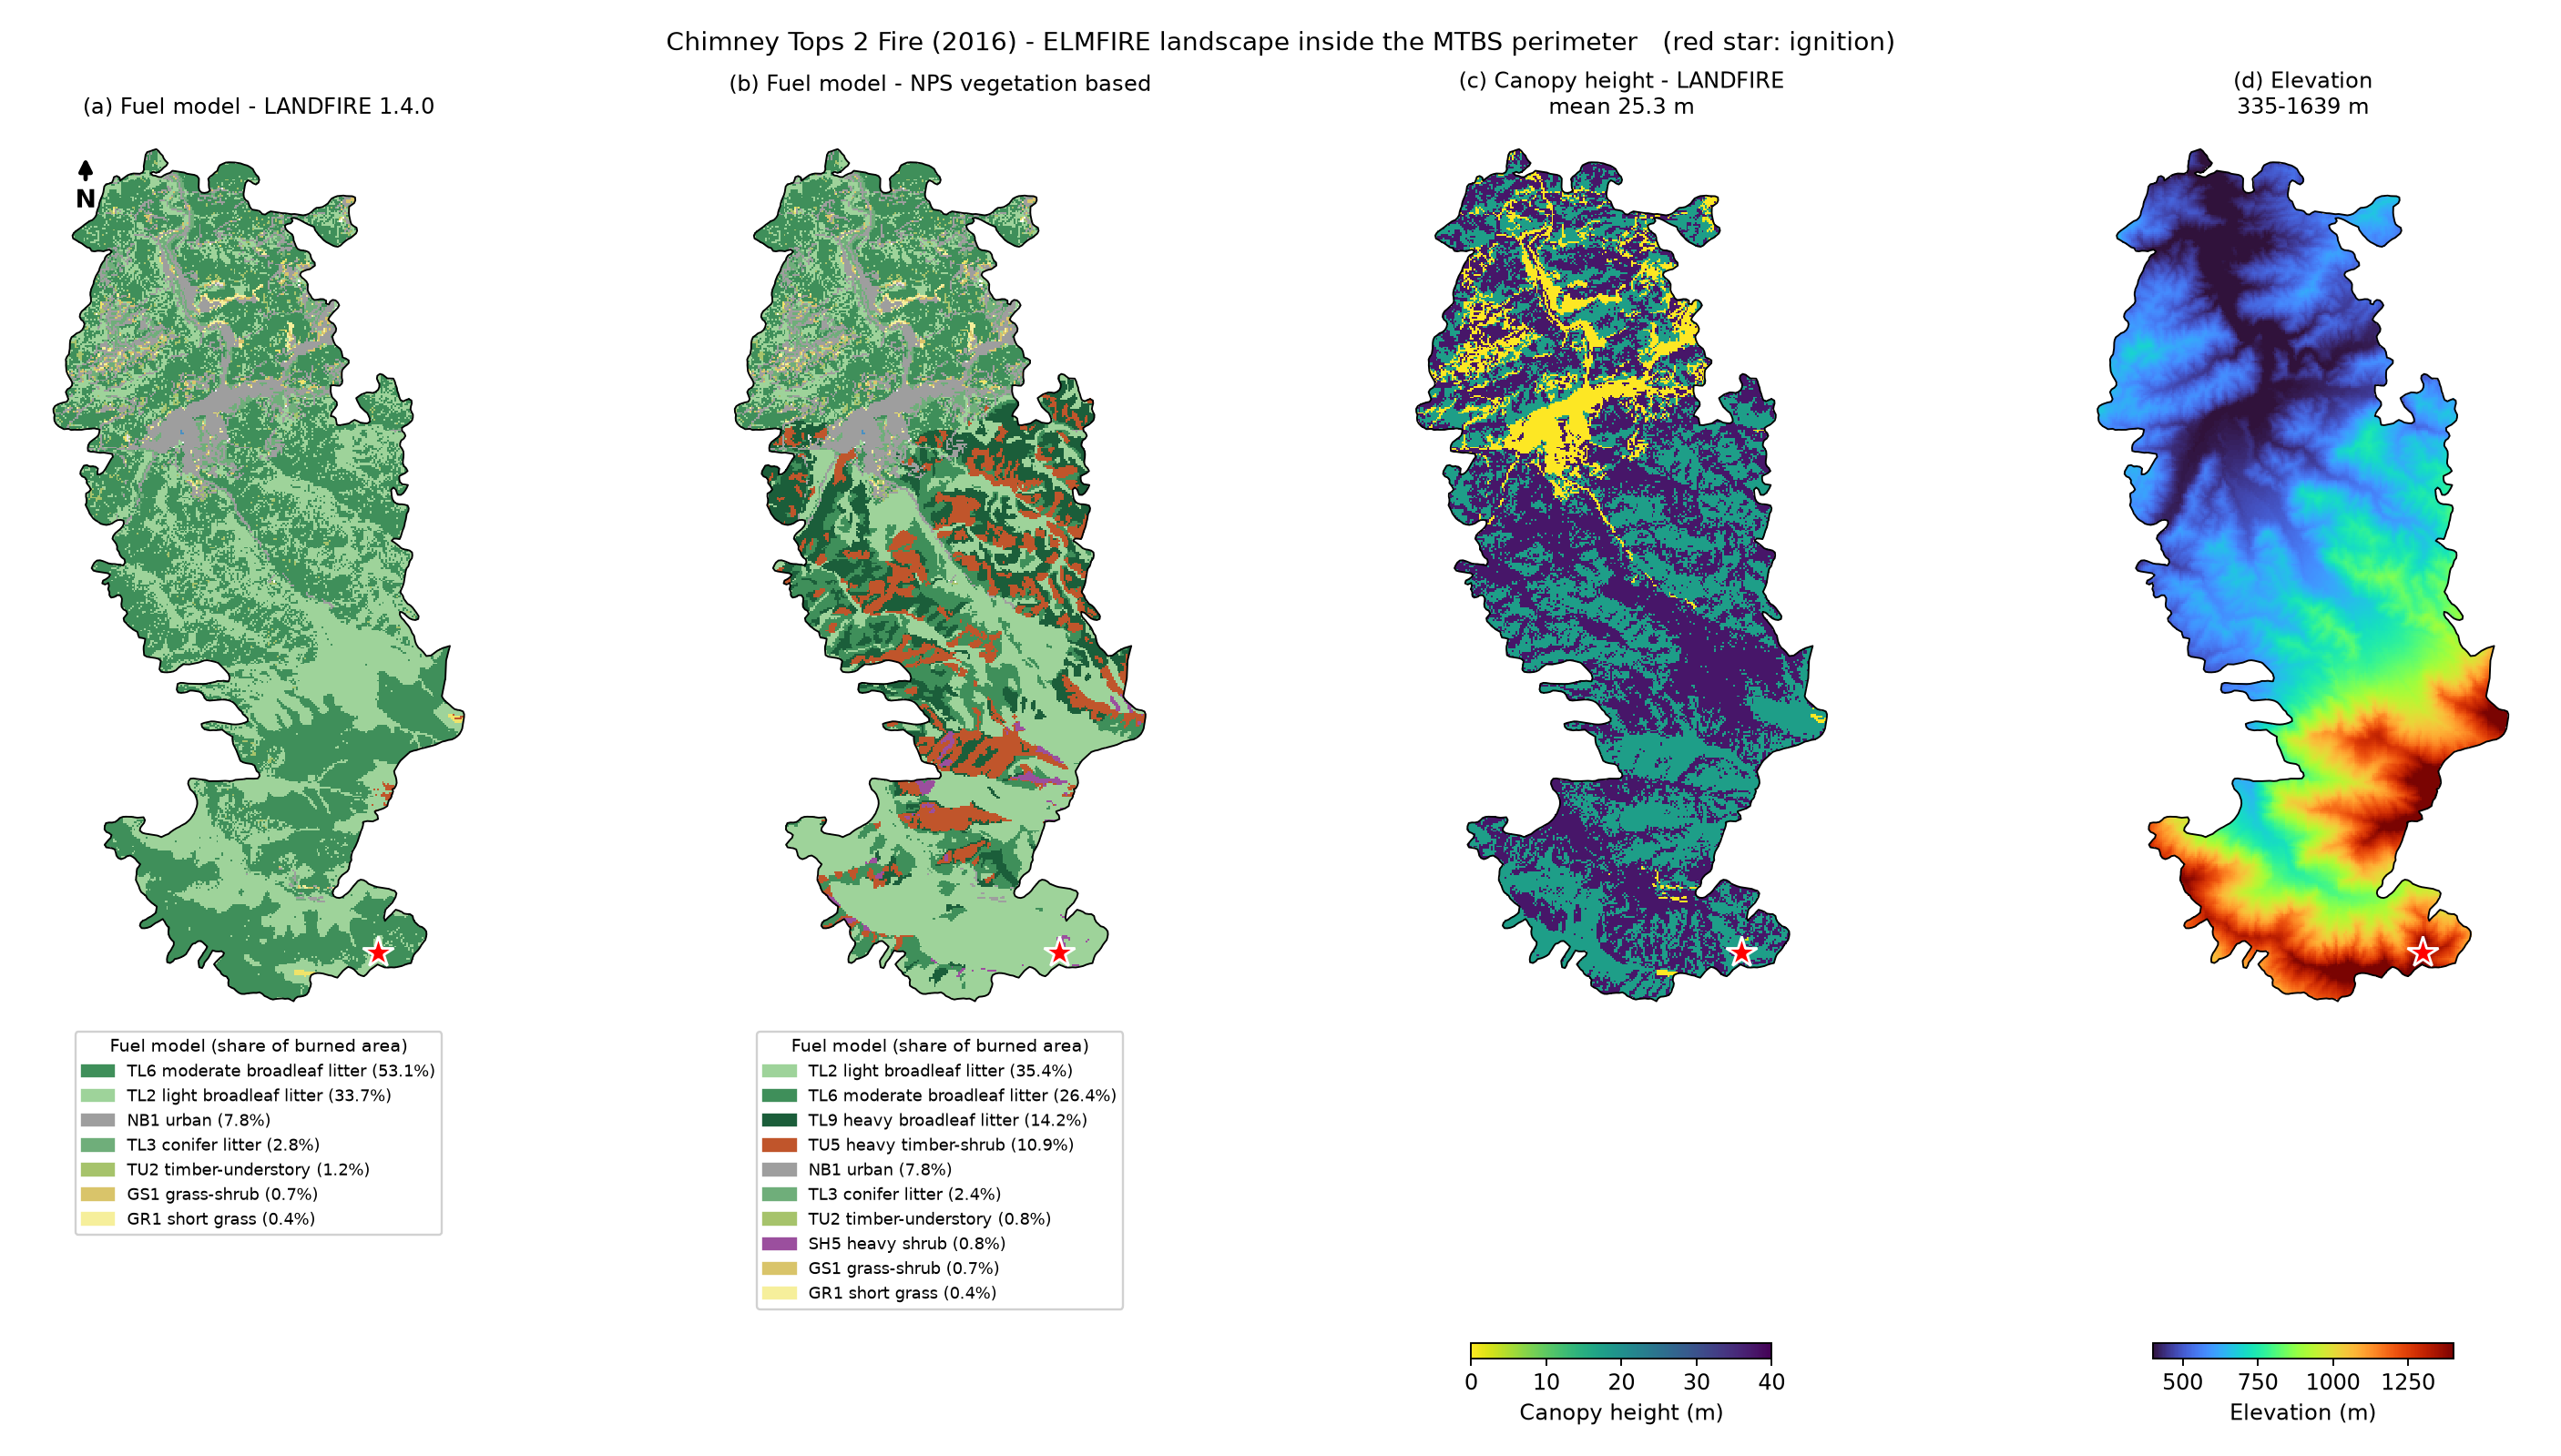 Chimney Tops 2 Fire (2016) - ELMFIRE landscape inside the MTBS perimeter   (red star: ignition)
(a) Fuel model - LANDFIRE 1.4.0
N
Fuel model (share of burned area)
TL6 moderate broadleaf litter (53.1%)
TL2 light broadleaf litter (33.7%)
NB1 urban (7.8%)
TL3 conifer litter (2.8%)
TU2 timber-understory (1.2%)
GS1 grass-shrub (0.7%)
GR1 short grass (0.4%)
(b) Fuel model - NPS vegetation based
Fuel model (share of burned area)
TL2 light broadleaf litter (35.4%)
TL6 moderate broadleaf litter (26.4%)
TL9 heavy broadleaf litter (14.2%)
TU5 heavy timber-shrub (10.9%)
NB1 urban (7.8%)
TL3 conifer litter (2.4%)
TU2 timber-understory (0.8%)
SH5 heavy shrub (0.8%)
GS1 grass-shrub (0.7%)
GR1 short grass (0.4%)
(c) Canopy height - LANDFIRE
mean 25.3 m
0 10 20 30 40
Canopy height (m)
(d) Elevation
335-1639 m
500 750 1000 1250
Elevation (m)